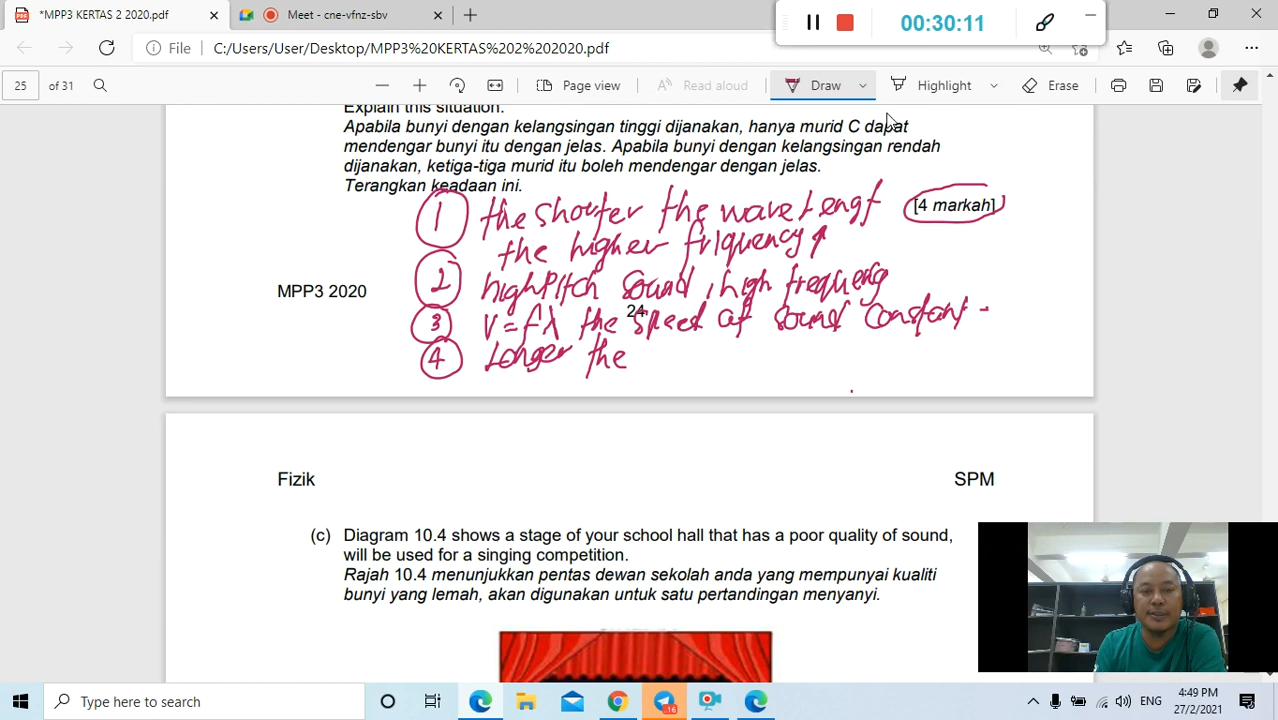 *MPP3 KERTAS 2 2020.pdf
Meet - cne-vfnz-sbv
00:30:11
File C:/Users/User/Desktop/MPP3%20KERTAS%202%202020.pdf
25 of 31 Page view Read aloud Draw Highlight Erase
Explain this situation.
Apabila bunyi dengan kelangsingan tinggi dijanakan, hanya murid C dapat
mendengar bunyi itu dengan jelas. Apabila bunyi dengan kelangsingan rendah
dijanakan, ketiga-tiga murid itu boleh mendengar dengan jelas.
Terangkan keadaan ini.
[4 markah]
1 the shorter the wave lengt
the higher friquency ↑
2 high Pitch sound, high frequeng
MPP3 2020
24
3 V = fλ the speed of sound constant -
4 Longer the
Fizik SPM
(c) Diagram 10.4 shows a stage of your school hall that has a poor quality of sound,
will be used for a singing competition.
Rajah 10.4 menunjukkan pentas dewan sekolah anda yang mempunyai kualiti
bunyi yang lemah, akan digunakan untuk satu pertandingan menyanyi.
Type here to search
16
ENG
4:49 PM
27/2/2021